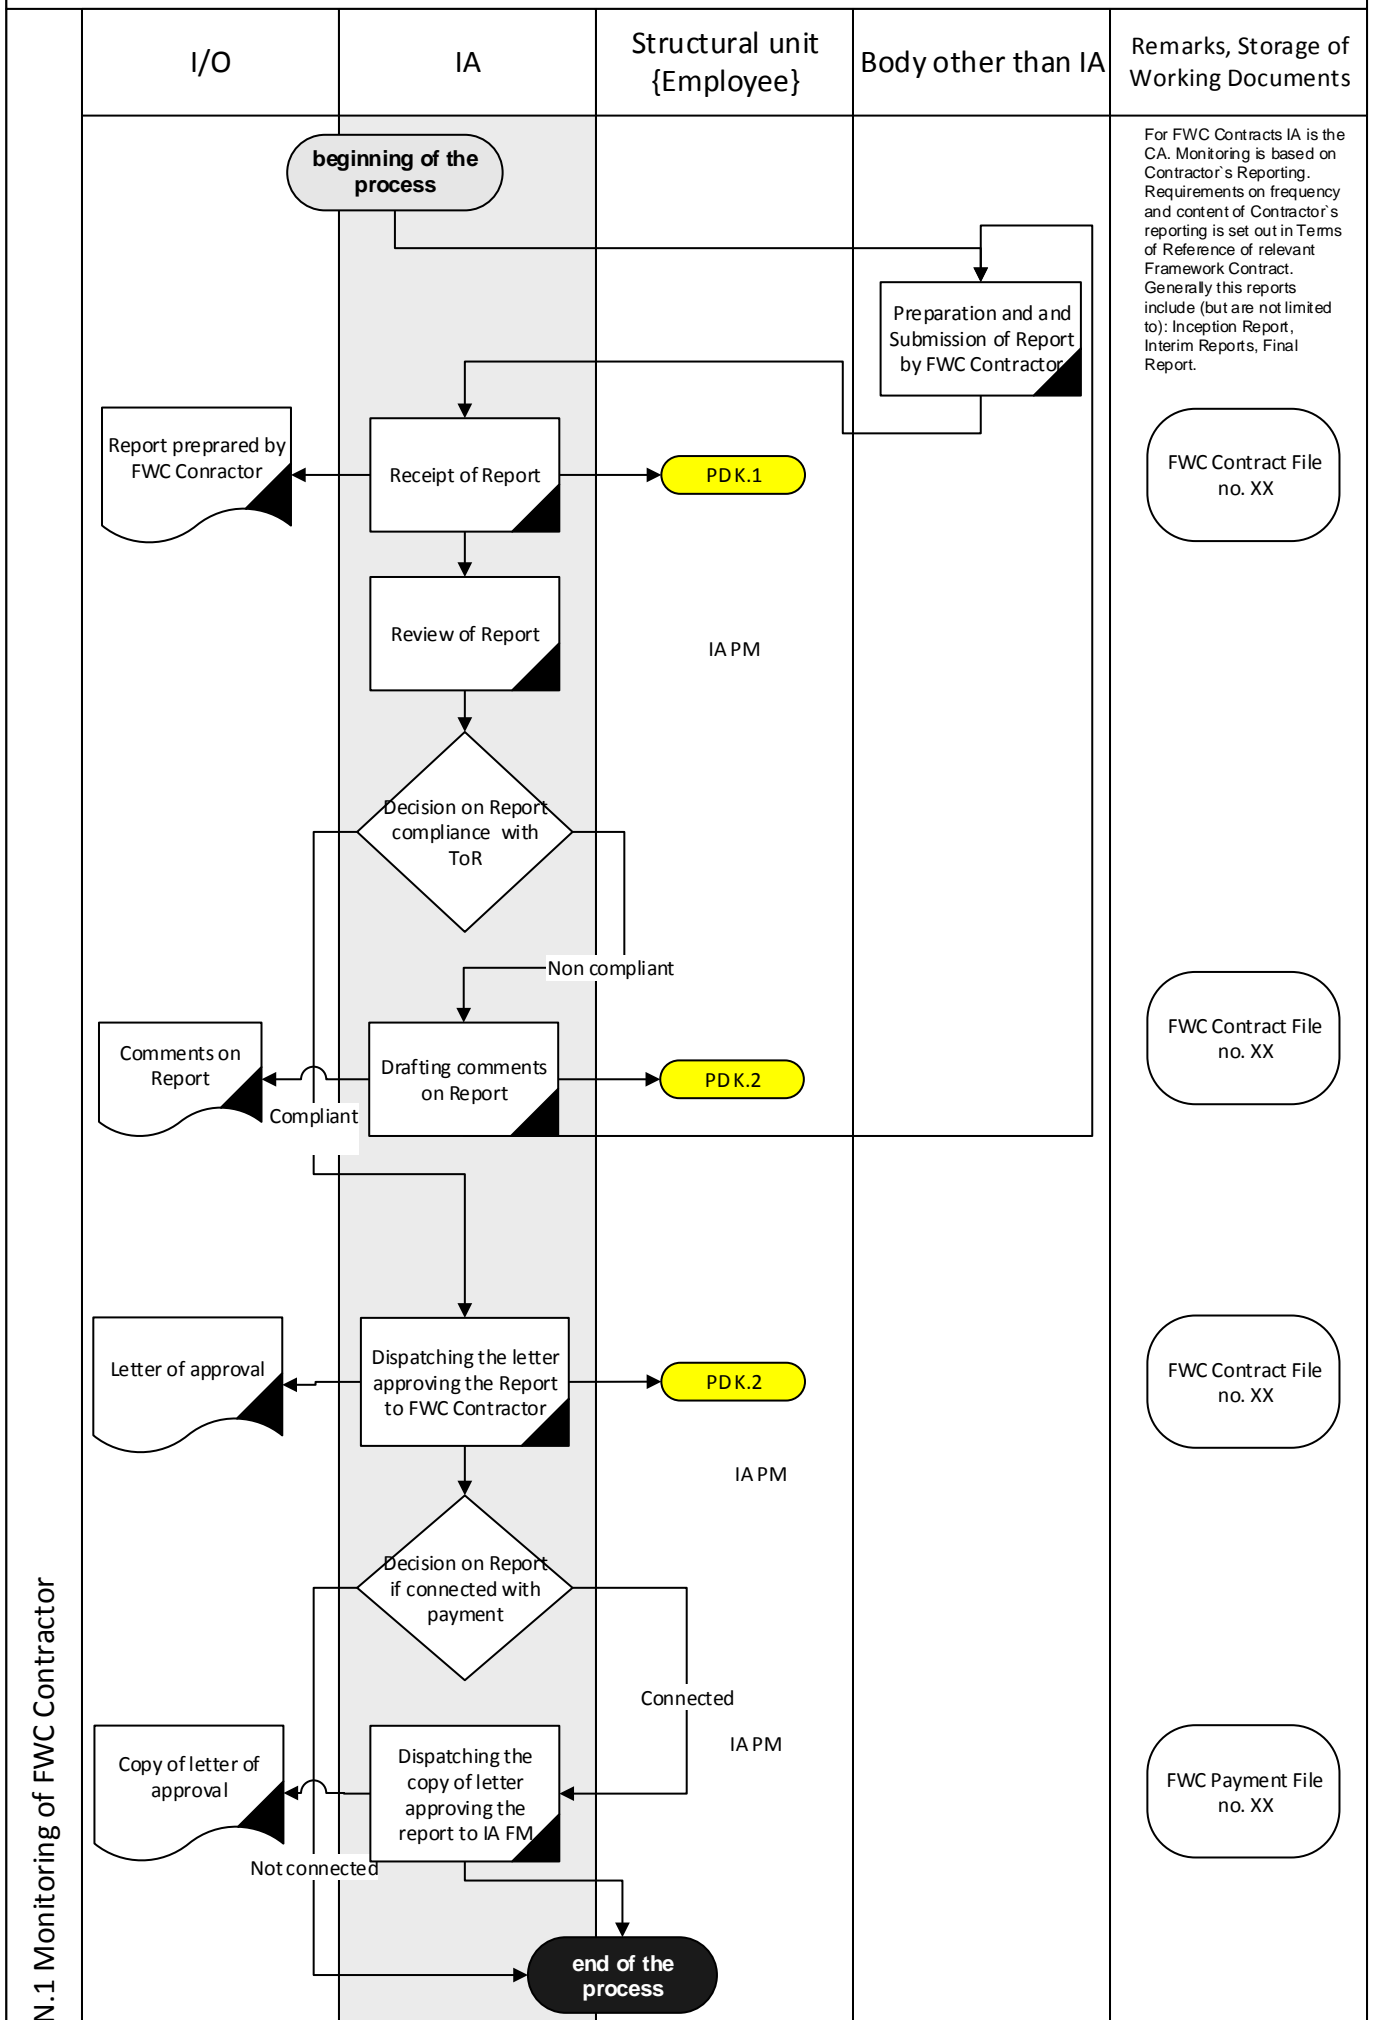 I/O
IA
Structural unit
{Employee}
Body other than IA
Remarks, Storage of
Working Documents
beginning of the
process
For FWC Contracts IA is the
CA. Monitoring is based on
Contractor`s Reporting.
Requirements on frequency
and content of Contractor`s
reporting is set out in Terms
of Reference of relevant
Framework Contract.
Generally this reports
include (but are not limited
to): Inception Report,
Interim Reports, Final
Report.
Preparation and and
Submission of Report
by FWC Contractor
Report preprared by
FWC Conractor
Receipt of Report
PDK.1
FWC Contract File
no. XX
Review of Report
IA PM
Decision on Report
compliance with
ToR
Non compliant
Comments on
Report
Drafting comments
on Report
PDK.2
FWC Contract File
no. XX
Compliant
Letter of approval
Dispatching the letter
approving the Report
to FWC Contractor
PDK.2
FWC Contract File
no. XX
IA PM
Decision on Report
if connected with
payment
Connected
IA PM
Copy of letter of
approval
Dispatching the
copy of letter
approving the
report to IA FM
FWC Payment File
no. XX
Not connected
end of the
process
N.1 Monitoring of FWC Contractor